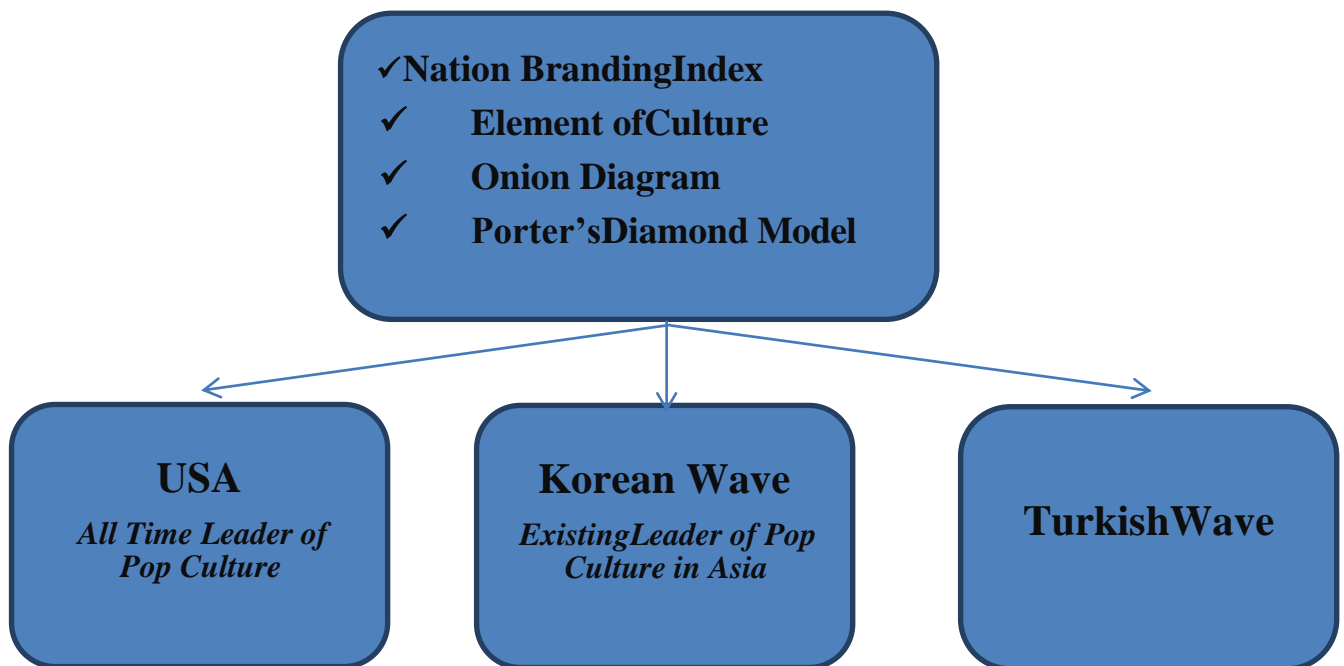 ✓Nation BrandingIndex
✓ Element ofCulture
✓ Onion Diagram
✓ Porter’sDiamond Model
USA
All Time Leader of
Pop Culture
Korean Wave
ExistingLeader of Pop
Culture in Asia
TurkishWave